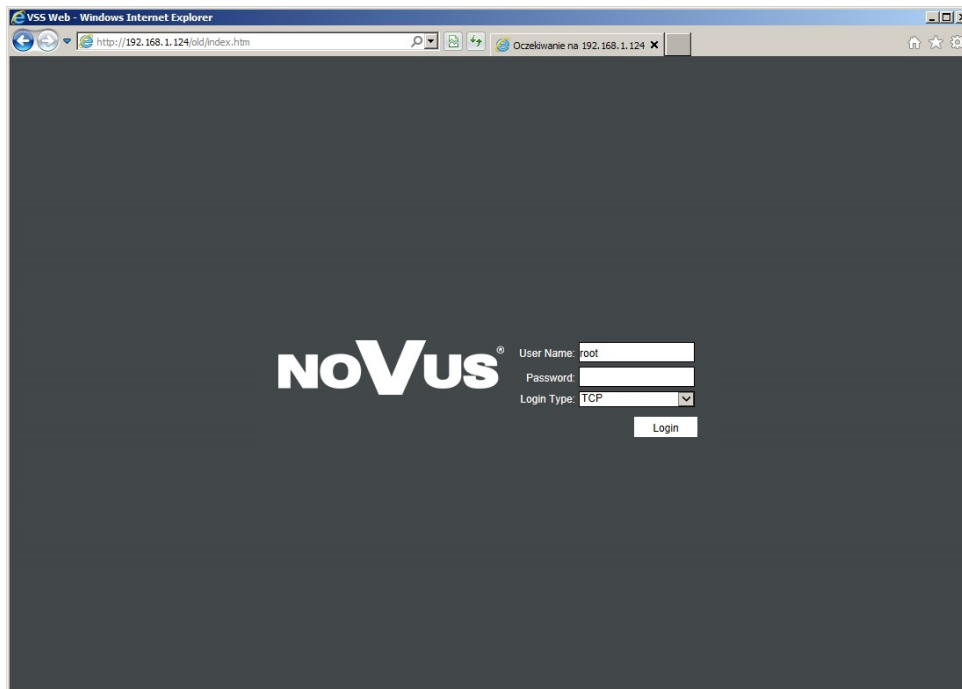 VSS Web - Windows Internet Explorer
http://192.168.1.124/old/index.htm
Oczekiwanie na 192.168.1.124
NOVUS®
User Name: root
Password:
Login Type: TCP
Login